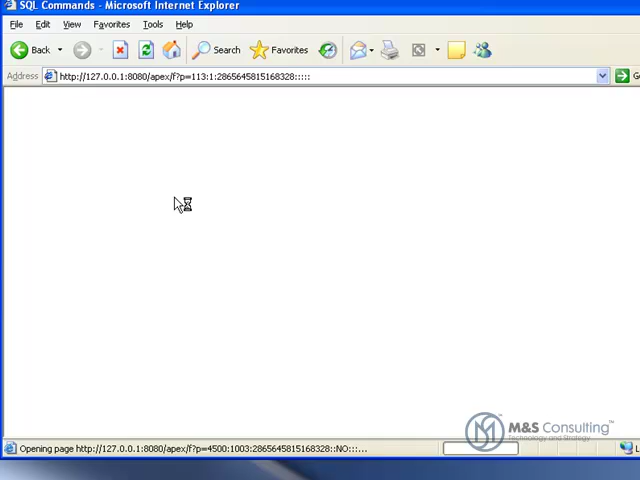 SQL Commands - Microsoft Internet Explorer
File Edit View Favorites Tools Help
Back Search Favorites
Address http://127.0.0.1:8080/apex/f?p=113:1:2865645815168328:::::
M&S Consulting™
Technology and Strategy
Opening page http://127.0.0.1:8080/apex/f?p=4500:1003:2865645815168328::NO:::...